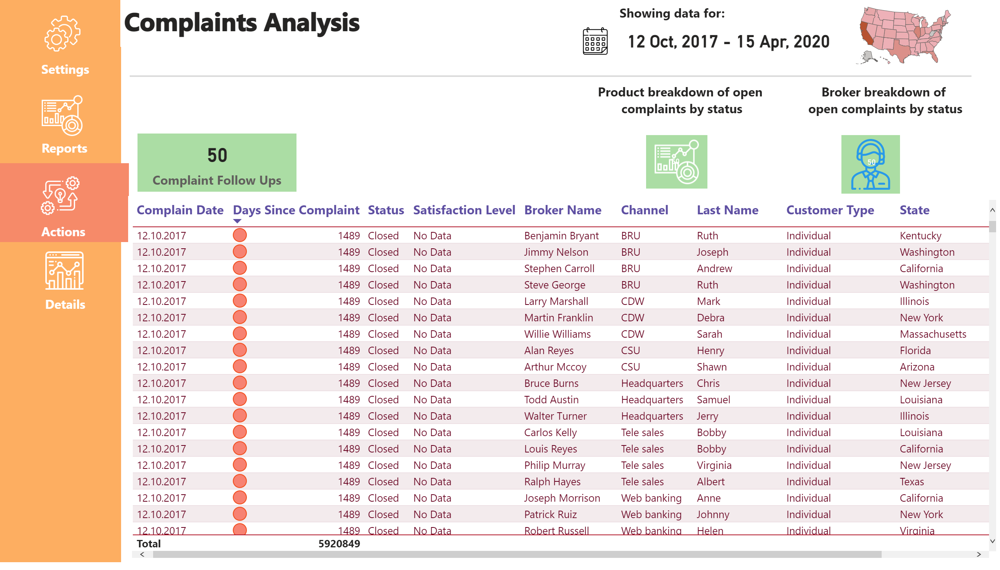 Settings
Reports
Actions
Details
Complaints Analysis
Showing data for:
12 Oct, 2017 - 15 Apr, 2020
Product breakdown of open
complaints by status
Broker breakdown of
open complaints by status
50
Complaint Follow Ups
50
50
Complain Date Days Since Complaint Status Satisfaction Level Broker Name Channel Last Name Customer Type State
12.10.2017 1489 Closed No Data Benjamin Bryant BRU Ruth Individual Kentucky
12.10.2017 1489 Closed No Data Jimmy Nelson BRU Joseph Individual Washington
12.10.2017 1489 Closed No Data Stephen Carroll BRU Andrew Individual California
12.10.2017 1489 Closed No Data Steve George BRU Ruth Individual Washington
12.10.2017 1489 Closed No Data Larry Marshall CDW Mark Individual Illinois
12.10.2017 1489 Closed No Data Martin Franklin CDW Debra Individual New York
12.10.2017 1489 Closed No Data Willie Williams CDW Sarah Individual Massachusetts
12.10.2017 1489 Closed No Data Alan Reyes CSU Henry Individual Florida
12.10.2017 1489 Closed No Data Arthur Mccoy CSU Shawn Individual Arizona
12.10.2017 1489 Closed No Data Bruce Burns Headquarters Chris Individual New Jersey
12.10.2017 1489 Closed No Data Todd Austin Headquarters Samuel Individual Louisiana
12.10.2017 1489 Closed No Data Walter Turner Headquarters Jerry Individual Illinois
12.10.2017 1489 Closed No Data Carlos Kelly Tele sales Bobby Individual Louisiana
12.10.2017 1489 Closed No Data Louis Reyes Tele sales Bobby Individual California
12.10.2017 1489 Closed No Data Philip Murray Tele sales Virginia Individual New Jersey
12.10.2017 1489 Closed No Data Ralph Hayes Tele sales Albert Individual Texas
12.10.2017 1489 Closed No Data Joseph Morrison Web banking Anne Individual California
12.10.2017 1489 Closed No Data Patrick Ruiz Web banking Johnny Individual New York
12.10.2017 1489 Closed No Data Robert Russell Web banking Helen Individual Virginia
Total 5920849